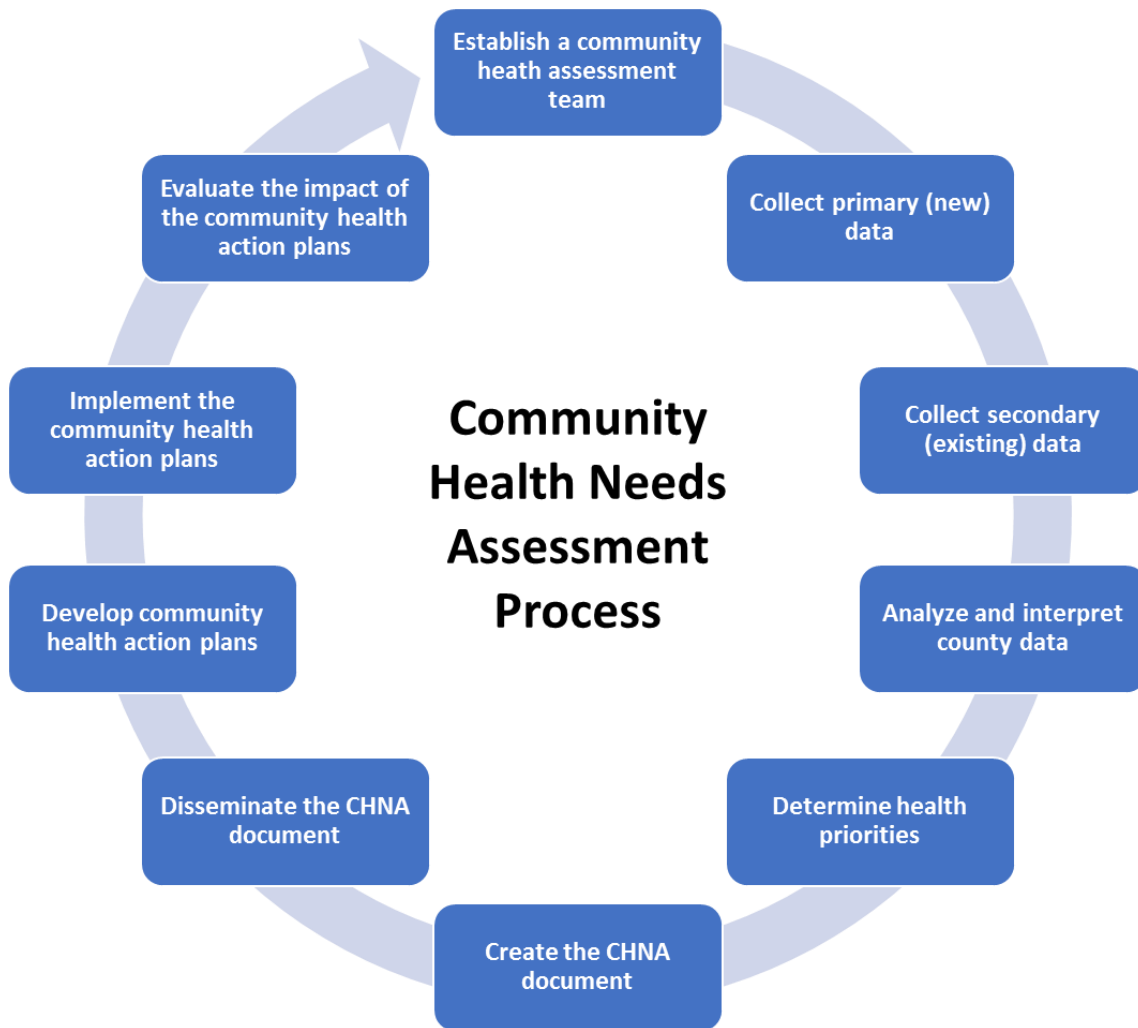 Establish a community
heath assessment
team
Collect primary (new)
data
Collect secondary
(existing) data
Analyze and interpret
county data
Determine health
priorities
Create the CHNA
document
Disseminate the CHNA
document
Develop community
health action plans
Implement the
community health
action plans
Evaluate the impact of
the community health
action plans
Community
Health Needs
Assessment
Process